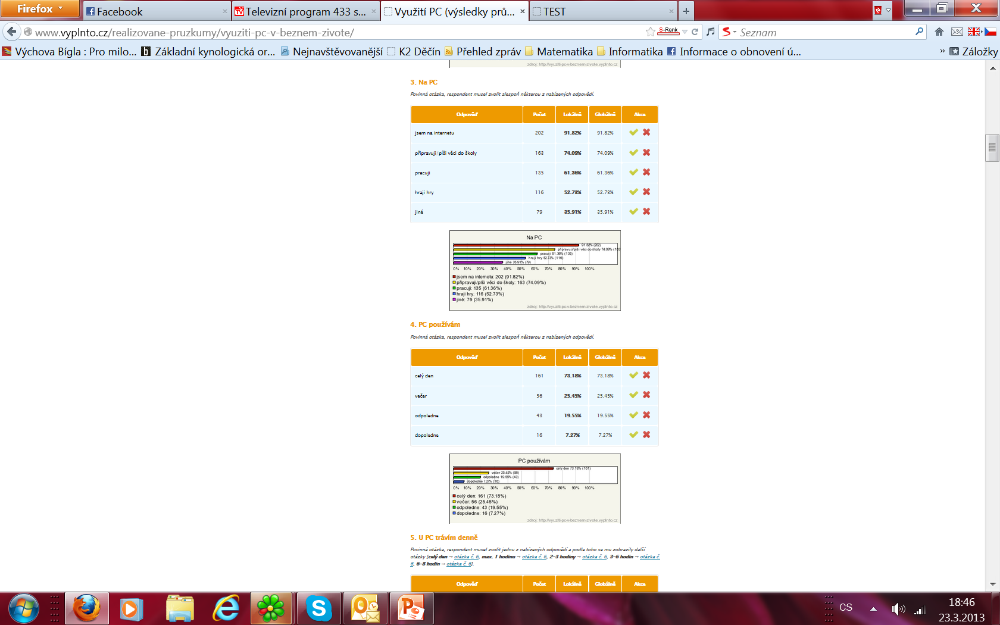 Firefox
Facebook
Televizní program 433 s...
Využití PC (výsledky prů...
TEST
www.vyplnto.cz/realizovane-pruzkumy/vyuziti-pc-v-beznem-zivote/
S-Rank
Seznam
Výchova Bígla : Pro milo...
Základní kynologická or...
Nejnavštěvovanější
K2 Děčín
Přehled zpráv
Matematika
Informatika
Informace o obnovení ú...
» Záložky
zdroj: http://vyuziti-pc-v-beznem-zivote.vyplnto.cz
3. Na PC
Povinná otázka, respondent musel zvolit alespoň některou z nabízených odpovědí.
Odpověď Počet Lokálně Globálně Akce
jsem na internetu 202 91.82% 91.82%
připravuji/píši věci do školy 163 74.09% 74.09%
pracuji 135 61.36% 61.36%
hraji hry 116 52.73% 52.73%
jiné 79 35.91% 35.91%
Na PC
91.82% (202)
připravuji/píši věci do školy 74.09% (163
pracuji 61.36% (135)
hraji hry 52.73% (116)
jiné 35.91% (79)
0% 10% 20% 30% 40% 50% 60% 70% 80% 90% 100%
jsem na internetu: 202 (91.82%)
připravuji/píši věci do školy: 163 (74.09%)
pracuji: 135 (61.36%)
hraji hry: 116 (52.73%)
jiné: 79 (35.91%)
zdroj: http://vyuziti-pc-v-beznem-zivote.vyplnto.cz
4. PC používám
Povinná otázka, respondent musel zvolit alespoň některou z nabízených odpovědí.
Odpověď Počet Lokálně Globálně Akce
celý den 161 73.18% 73.18%
večer 56 25.45% 25.45%
odpoledne 43 19.55% 19.55%
dopoledne 16 7.27% 7.27%
PC používám
celý den 73.18% (161)
večer 25.45% (56)
odpoledne 19.55% (43)
dopoledne 7.27% (16)
0% 10% 20% 30% 40% 50% 60% 70% 80% 90% 100%
celý den: 161 (73.18%)
večer: 56 (25.45%)
odpoledne: 43 (19.55%)
dopoledne: 16 (7.27%)
zdroj: http://vyuziti-pc-v-beznem-zivote.vyplnto.cz
5. U PC trávím denně
Povinná otázka, respondent musel zvolit jednu z nabízených odpovědí a podle toho se mu zobrazily další
otázky [celý den → otázka č. 6, max. 1 hodinu → otázka č. 6, 2–3 hodiny → otázka č. 6, 3–6 hodin → otázka č.
6, 6–8 hodin → otázka č. 6].
Odpověď Počet Lokálně Globálně Akce
CS
18:46
23.3.2013